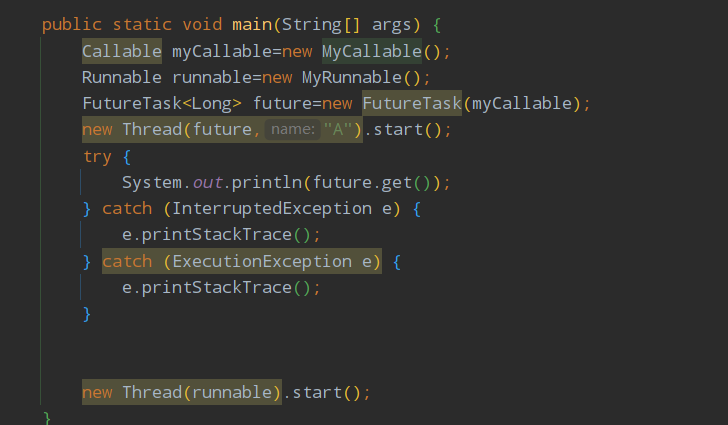 public static void main(String[] args) {
Callable myCallable=new MyCallable();
Runnable runnable=new MyRunnable();
FutureTask<Long> future=new FutureTask(myCallable);
new Thread(future, name: "A").start();
try {
System.out.println(future.get());
} catch (InterruptedException e) {
e.printStackTrace();
} catch (ExecutionException e) {
e.printStackTrace();
}
new Thread(runnable).start();
}